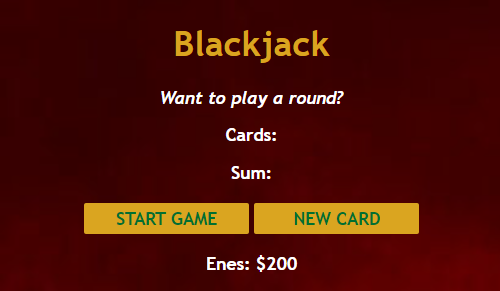 Blackjack
Want to play a round?
Cards:
Sum:
START GAME NEW CARD
Enes: $200